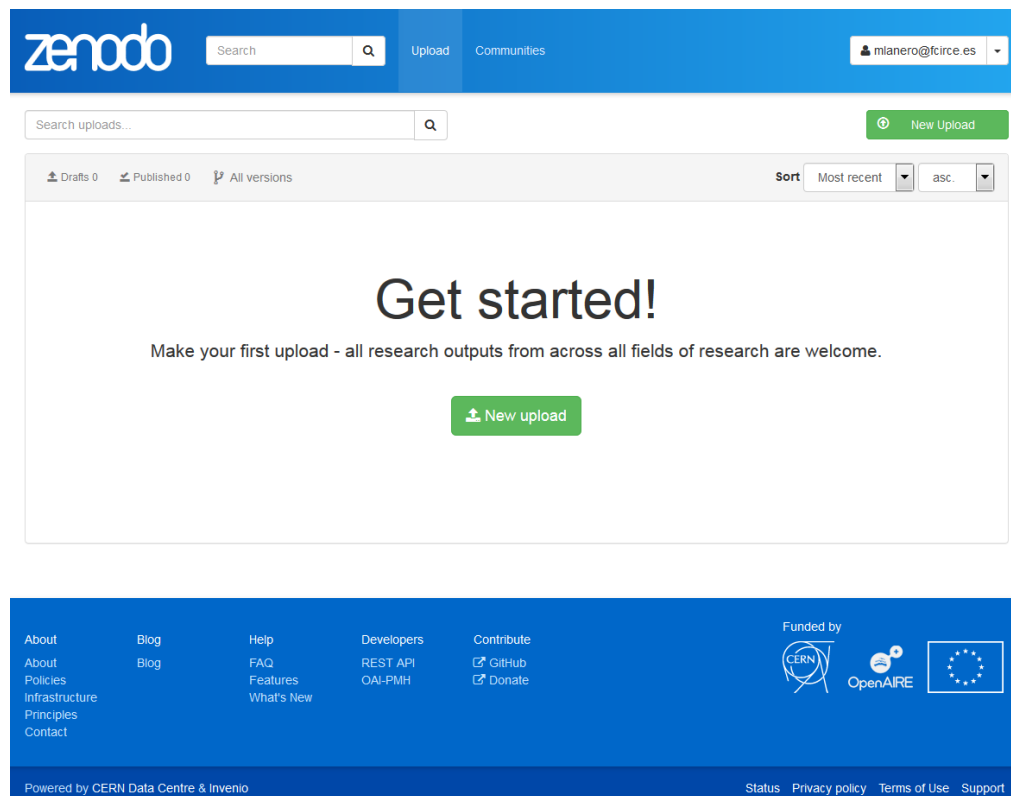 zenodo Search Upload Communities mlanero@fcirce.es
Search uploads... New Upload
Drafts 0 Published 0 All versions Sort Most recent asc.
Get started!
Make your first upload - all research outputs from across all fields of research are welcome.
New upload
Funded by
About Blog Help Developers Contribute
About Blog FAQ REST API GitHub
Policies Features OAI-PMH Donate
Infrastructure What's New
Principles
Contact
CERN OpenAIRE
Powered by CERN Data Centre & Invenio Status Privacy policy Terms of Use Support